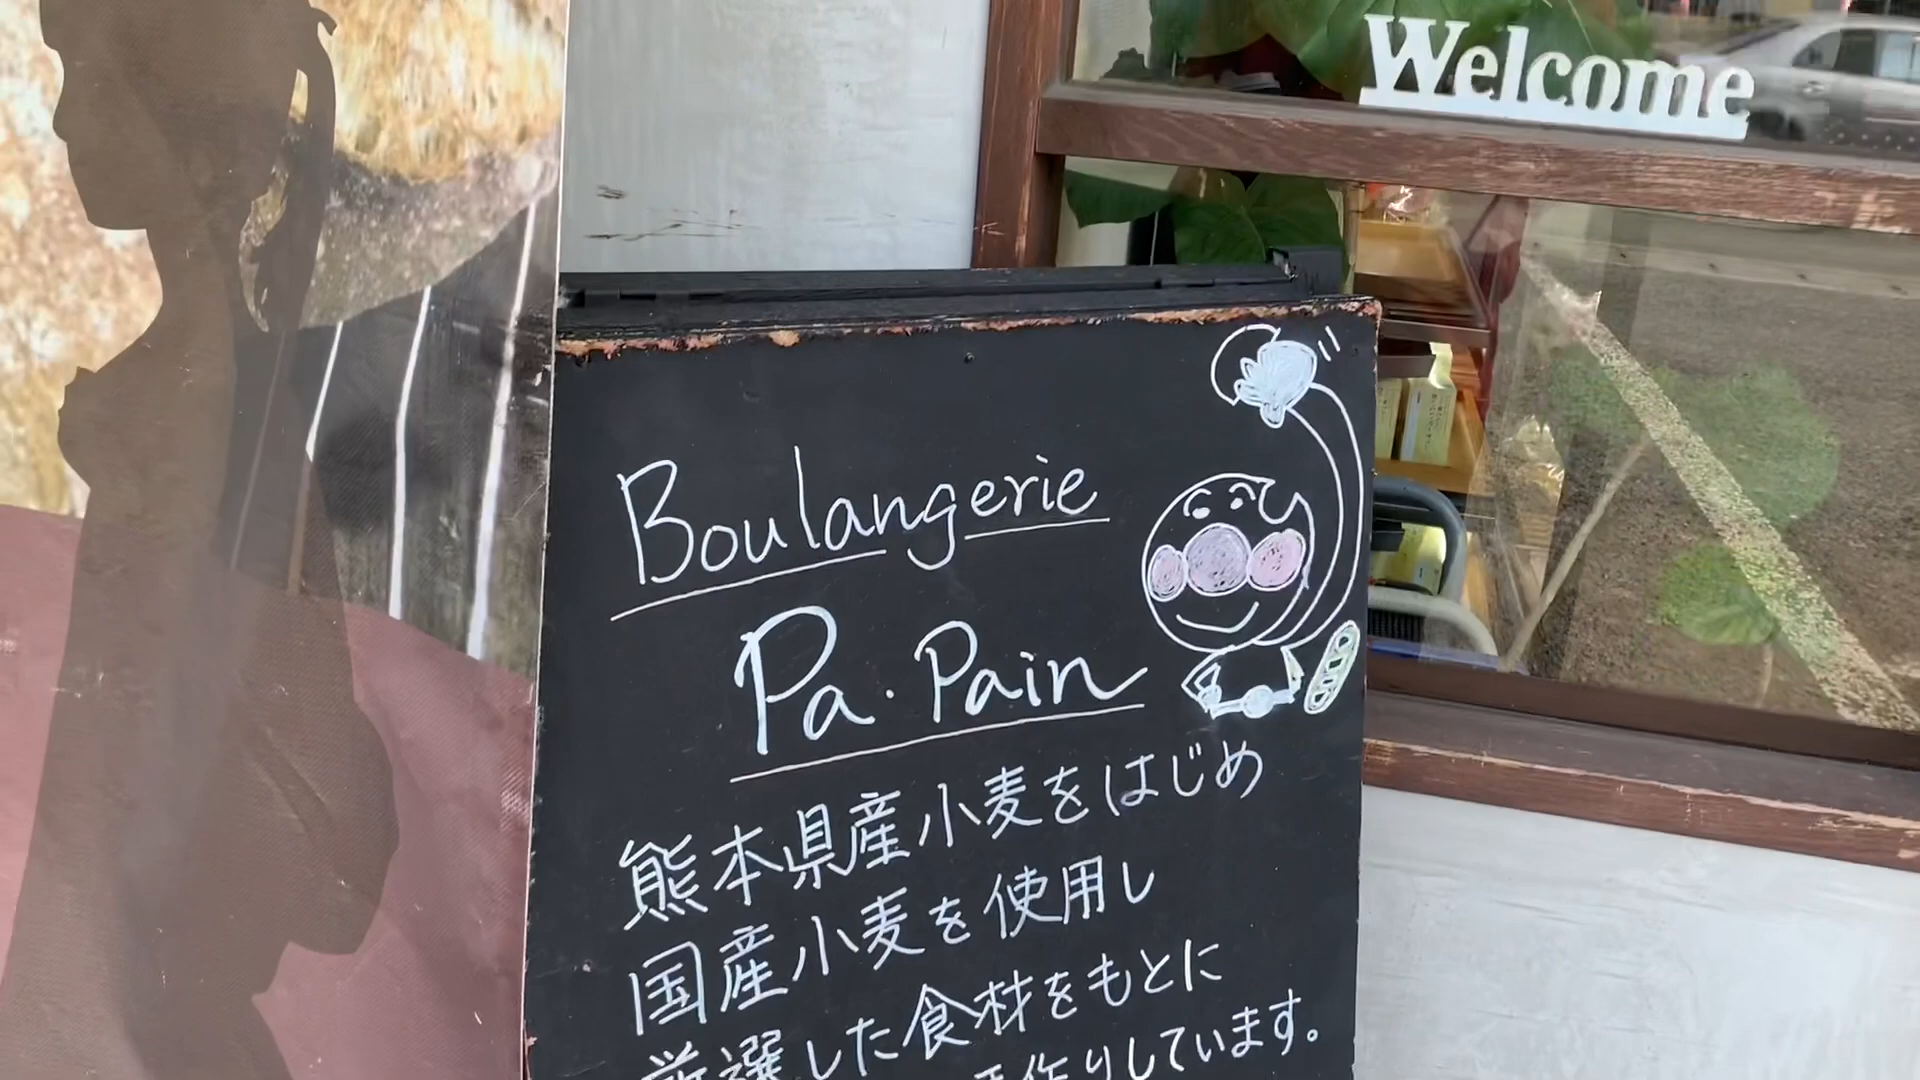 Welcome
Boulangerie
Pa・Pain
熊本県産小麦をはじめ
国産小麦を使用し
厳選した食材をもとに
手作りしています。